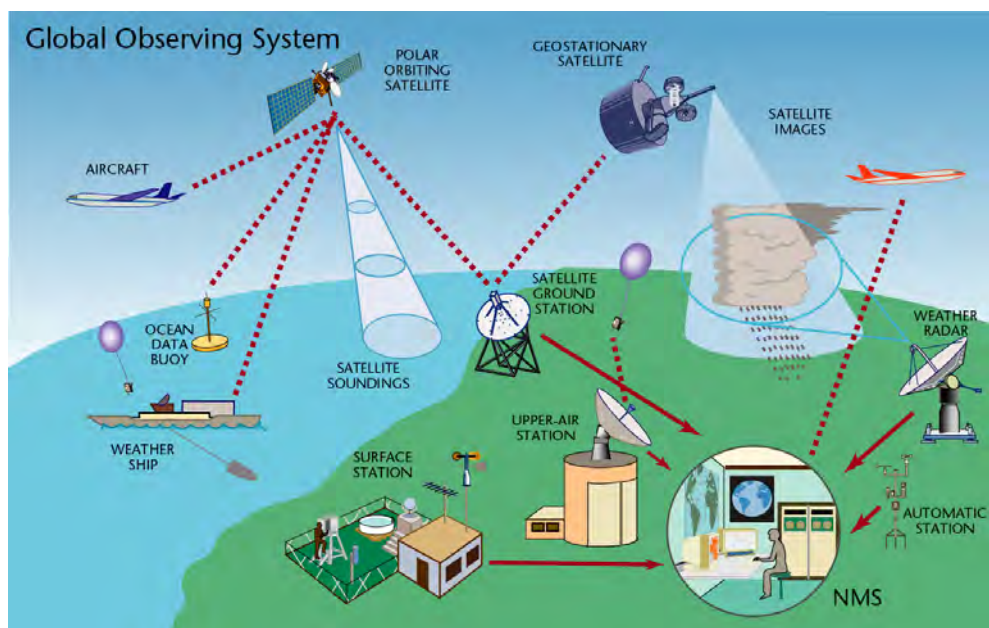 Global Observing System
POLAR
ORBITING
SATELLITE
GEOSTATIONARY
SATELLITE
SATELLITE
IMAGES
AIRCRAFT
OCEAN
DATA
BUOY
SATELLITE
SOUNDINGS
SATELLITE
GROUND
STATION
WEATHER
RADAR
WEATHER
SHIP
UPPER-AIR
STATION
SURFACE
STATION
AUTOMATIC
STATION
NMS